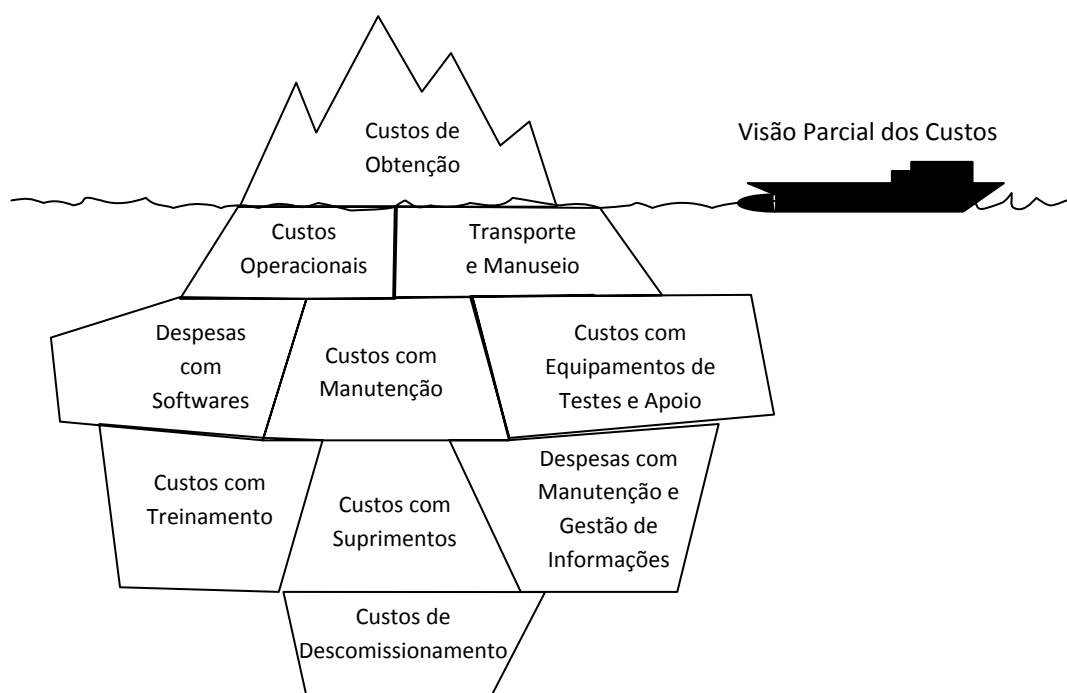 Custos de
Obtenção
Visão Parcial dos Custos
Custos
Operacionais
Transporte
e Manuseio
Despesas
com
Softwares
Custos com
Manutenção
Custos com
Equipamentos de
Testes e Apoio
Custos com
Treinamento
Custos com
Suprimentos
Despesas com
Manutenção e
Gestão de
Informações
Custos de
Descomissionamento